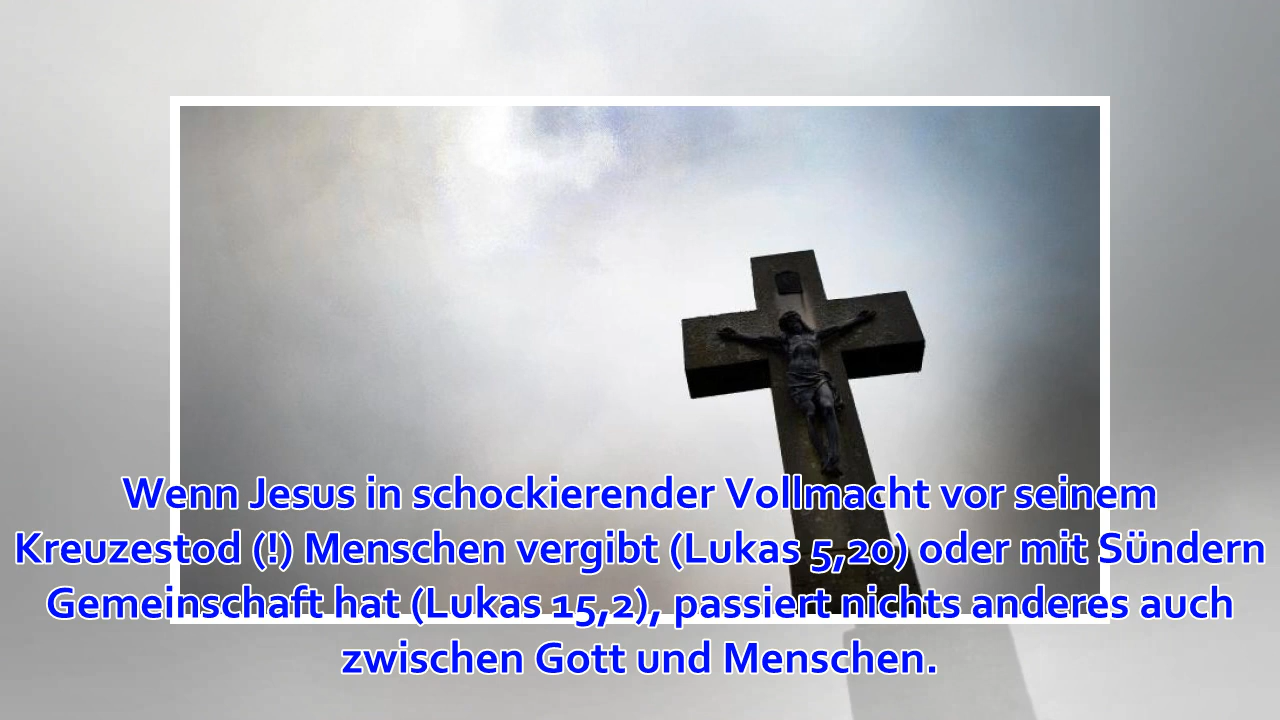 Wenn Jesus in schockierender Vollmacht vor seinem
Kreuzestod (!) Menschen vergibt (Lukas 5,20) oder mit Sündern
Gemeinschaft hat (Lukas 15,2), passiert nichts anderes auch
zwischen Gott und Menschen.